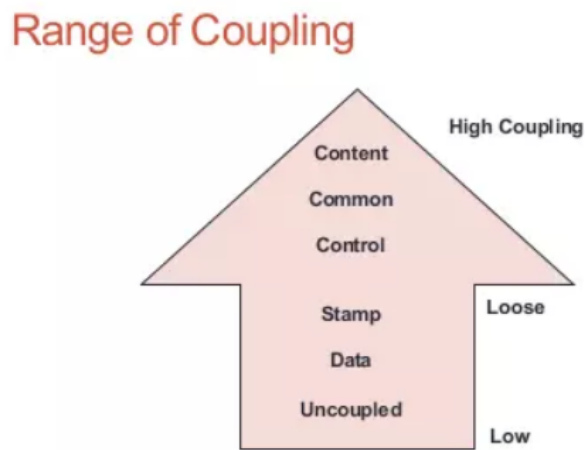 Range of Coupling
High Coupling
Content
Common
Control
Stamp
Loose
Data
Uncoupled
Low